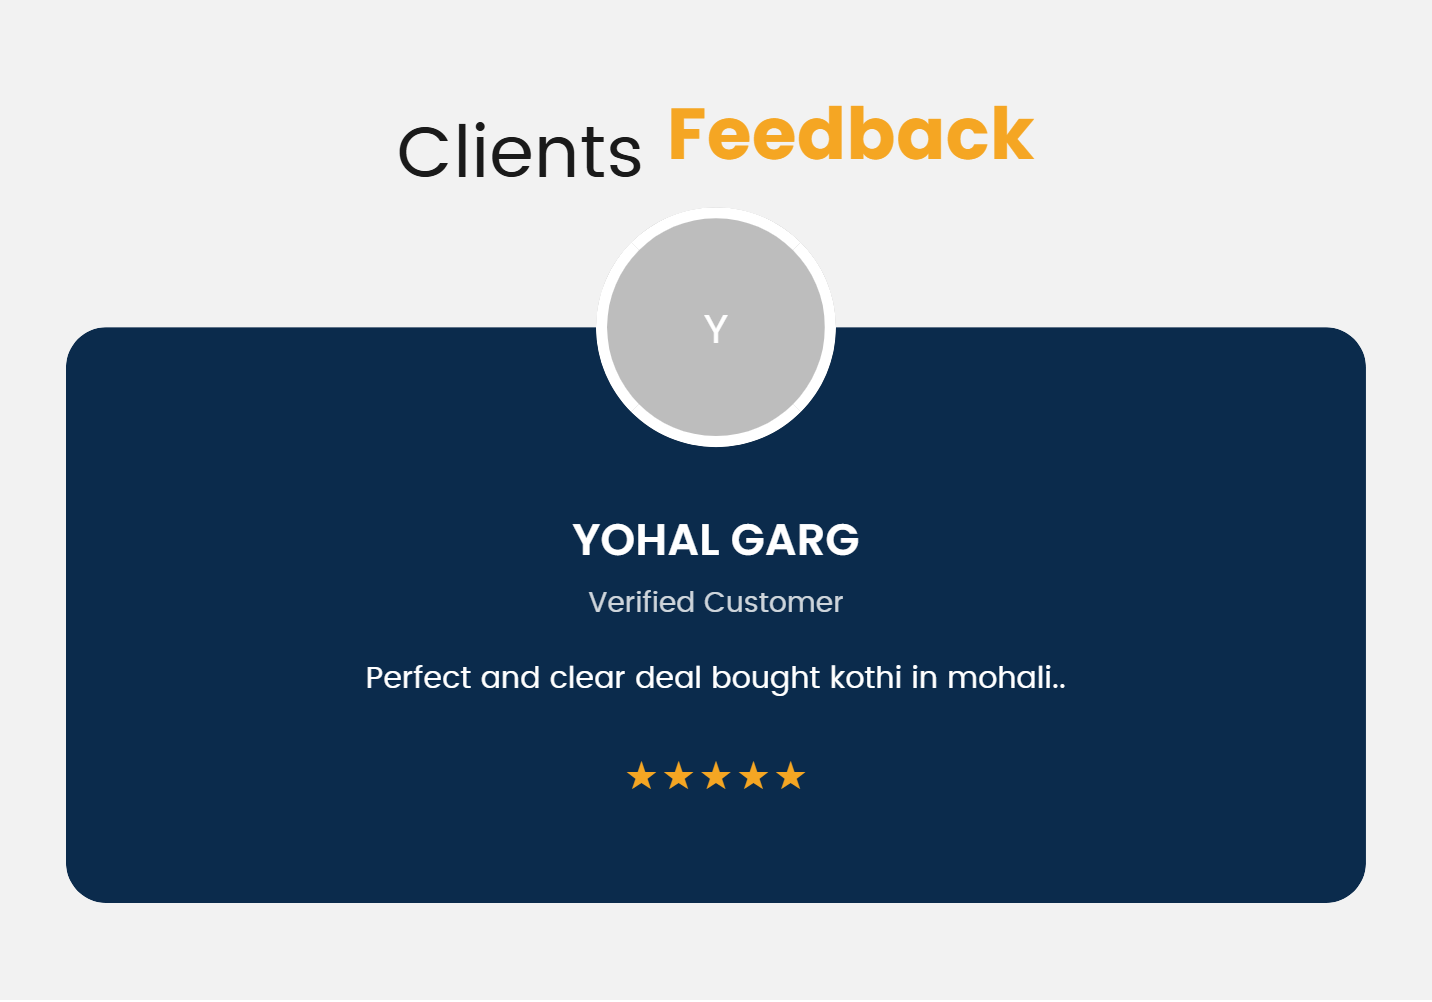 Clients Feedback
Y
YOHAL GARG
Verified Customer
Perfect and clear deal bought kothi in mohali..